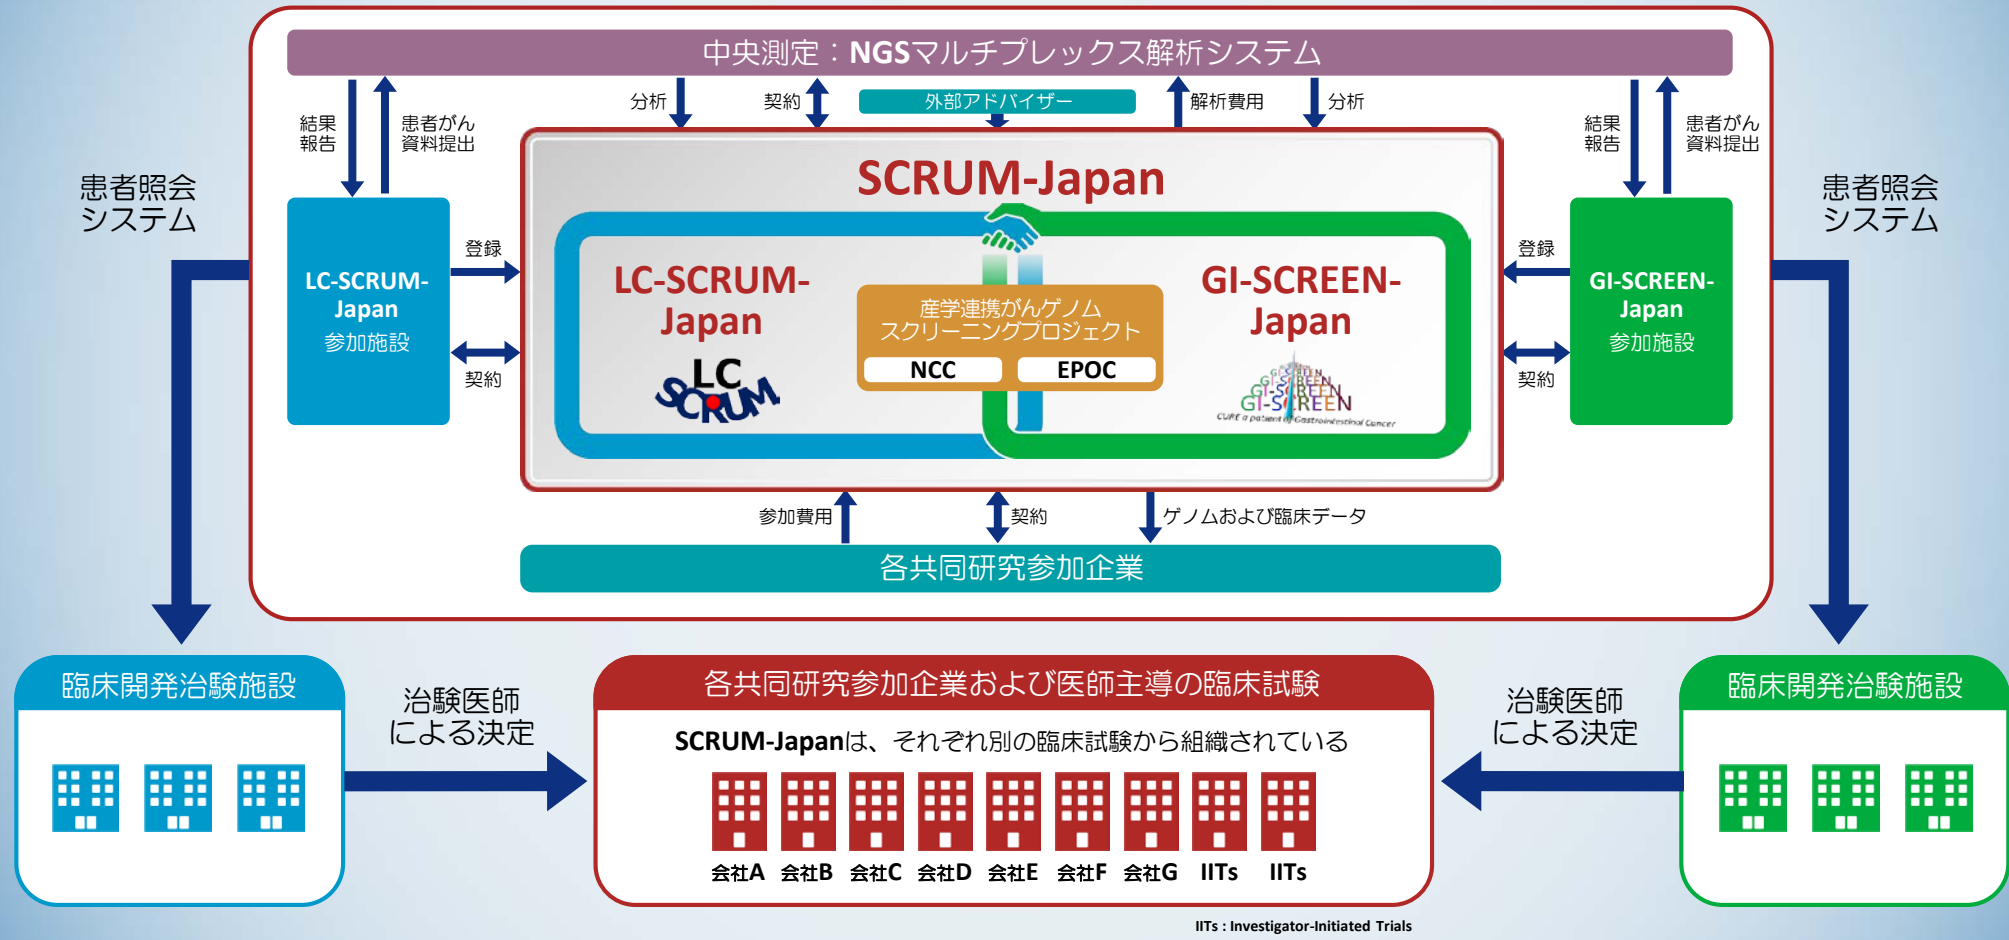 中央測定：NGSマルチプレックス解析システム
結果
報告
患者がん
資料提出
分析
契約
外部アドバイザー
解析費用
分析
結果
報告
患者がん
資料提出
患者照会
システム
患者照会
システム
SCRUM-Japan
LC-SCRUM-
Japan
参加施設
登録
契約
LC-SCRUM-
Japan
LC
SCRUM
産学連携がんゲノム
スクリーニングプロジェクト
NCC
EPOC
GI-SCREEN-
Japan
GI-SCREEN
GI-SCREEN
GI-SCREEN
GI-SCREEN
CURE a patient of Gastrointestinal Cancer
登録
契約
GI-SCREEN-
Japan
参加施設
参加費用
契約
ゲノムおよび臨床データ
各共同研究参加企業
臨床開発治験施設
治験医師
による決定
各共同研究参加企業および医師主導の臨床試験
SCRUM-Japanは、それぞれ別の臨床試験から組織されている
会社A
会社B
会社C
会社D
会社E
会社F
会社G
IITs
IITs
治験医師
による決定
臨床開発治験施設
IITs : Investigator-Initiated Trials